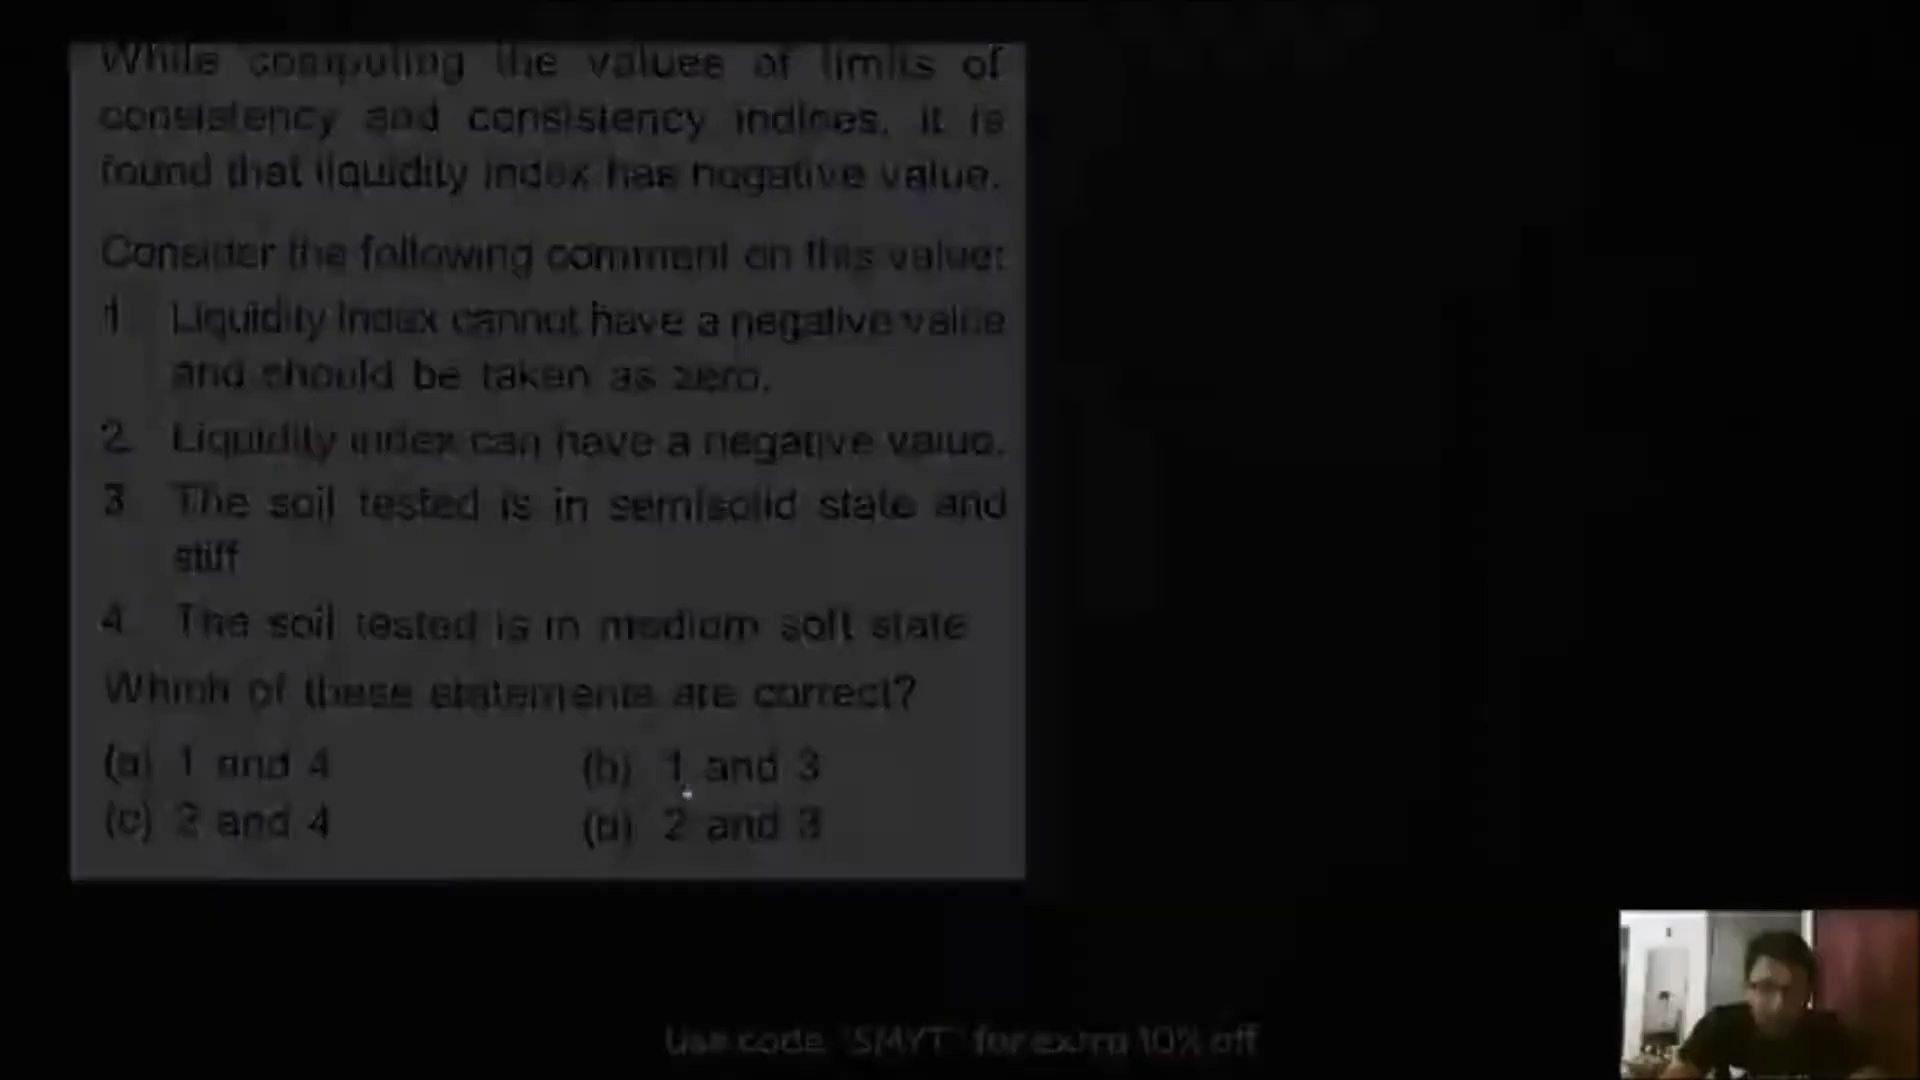 While computing the values of limits of
consistency and consistency indices, it is
found that liquidity index has negative value.
Consider the following comment on this value:
1. Liquidity index cannot have a negative value
and should be taken as zero.
2. Liquidity index can have a negative value.
3. The soil tested is in semisolid state and
stiff
4. The soil tested is in medium soft state
Which of these statements are correct?
(a) 1 and 4
(b) 1 and 3
(c) 2 and 4
(d) 2 and 3
Use code "SMYT" for extra 10% off